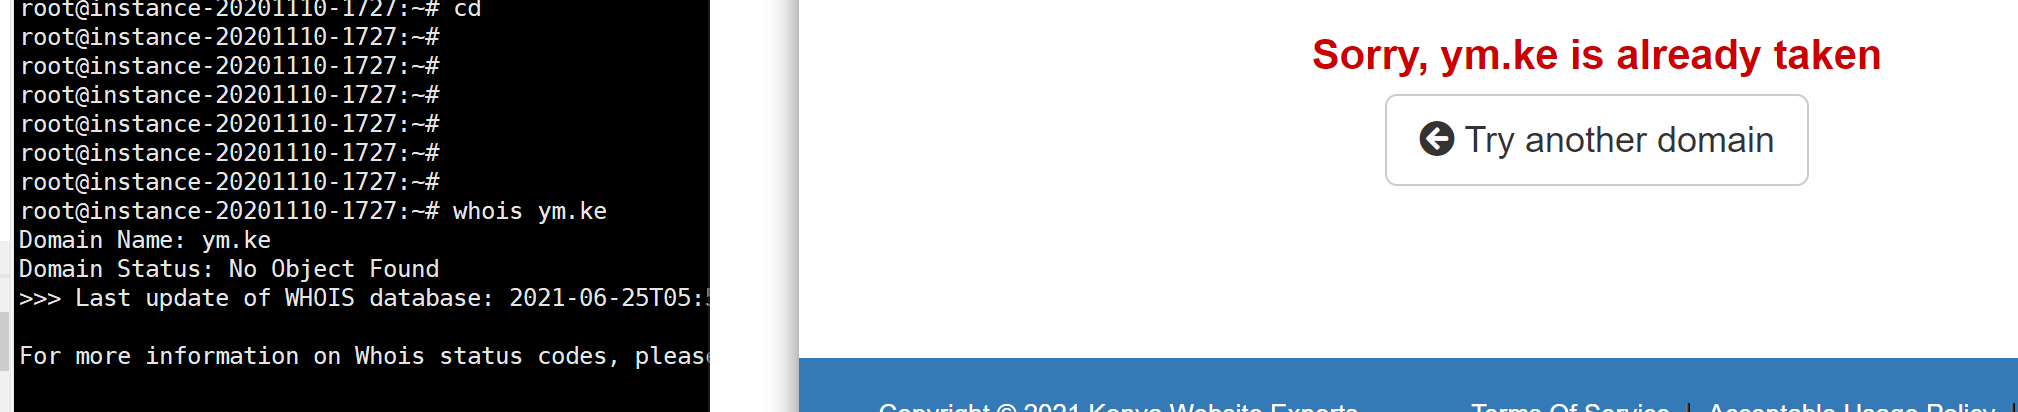 root@instance-20201110-1727:~# cd
root@instance-20201110-1727:~#
root@instance-20201110-1727:~#
root@instance-20201110-1727:~#
root@instance-20201110-1727:~#
root@instance-20201110-1727:~#
root@instance-20201110-1727:~#
root@instance-20201110-1727:~# whois ym.ke
Domain Name: ym.ke
Domain Status: No Object Found
>>> Last update of WHOIS database: 2021-06-25T05:
For more information on Whois status codes, please
Sorry, ym.ke is already taken
Try another domain
Copyright © 2021 Kenya Website Experts
Terms Of Service | Acceptable Usage Policy |